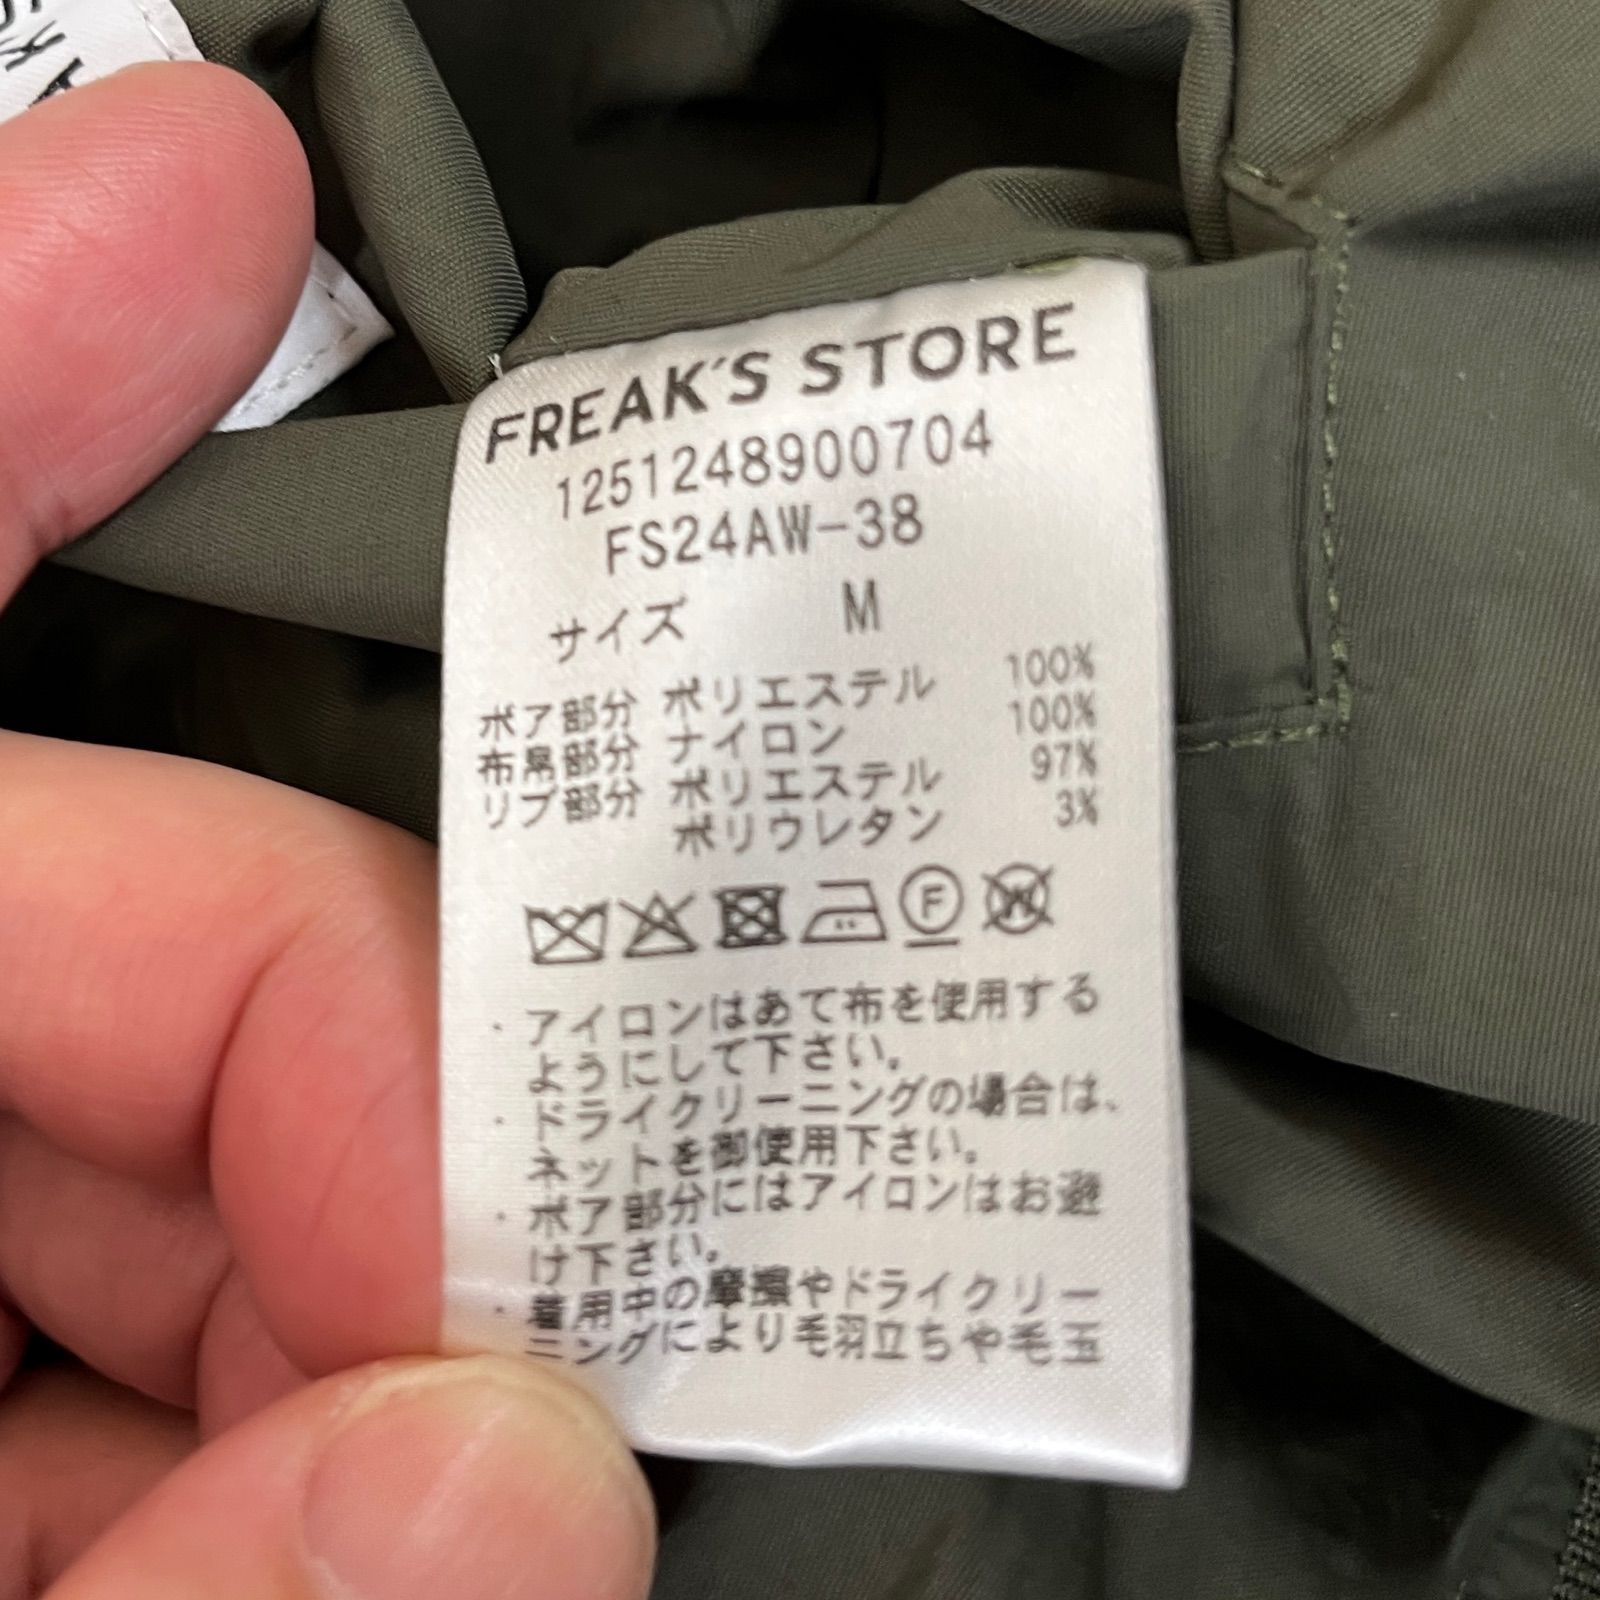 FREAK'S STORE
1251248900704
FS24AW-38
サイズ M
ボア部分 ポリエステル 100%
布帛部分 ナイロン 100%
リブ部分 ポリエステル 97%
ポリウレタン 3%
F W
・アイロンはあて布を使用する
ようにして下さい。
・ドライクリーニングの場合は、
ネットを御使用下さい。
・ボア部分にはアイロンはお避
け下さい。
・着用中の摩擦やドライクリー
ニングにより毛羽立ちや毛玉